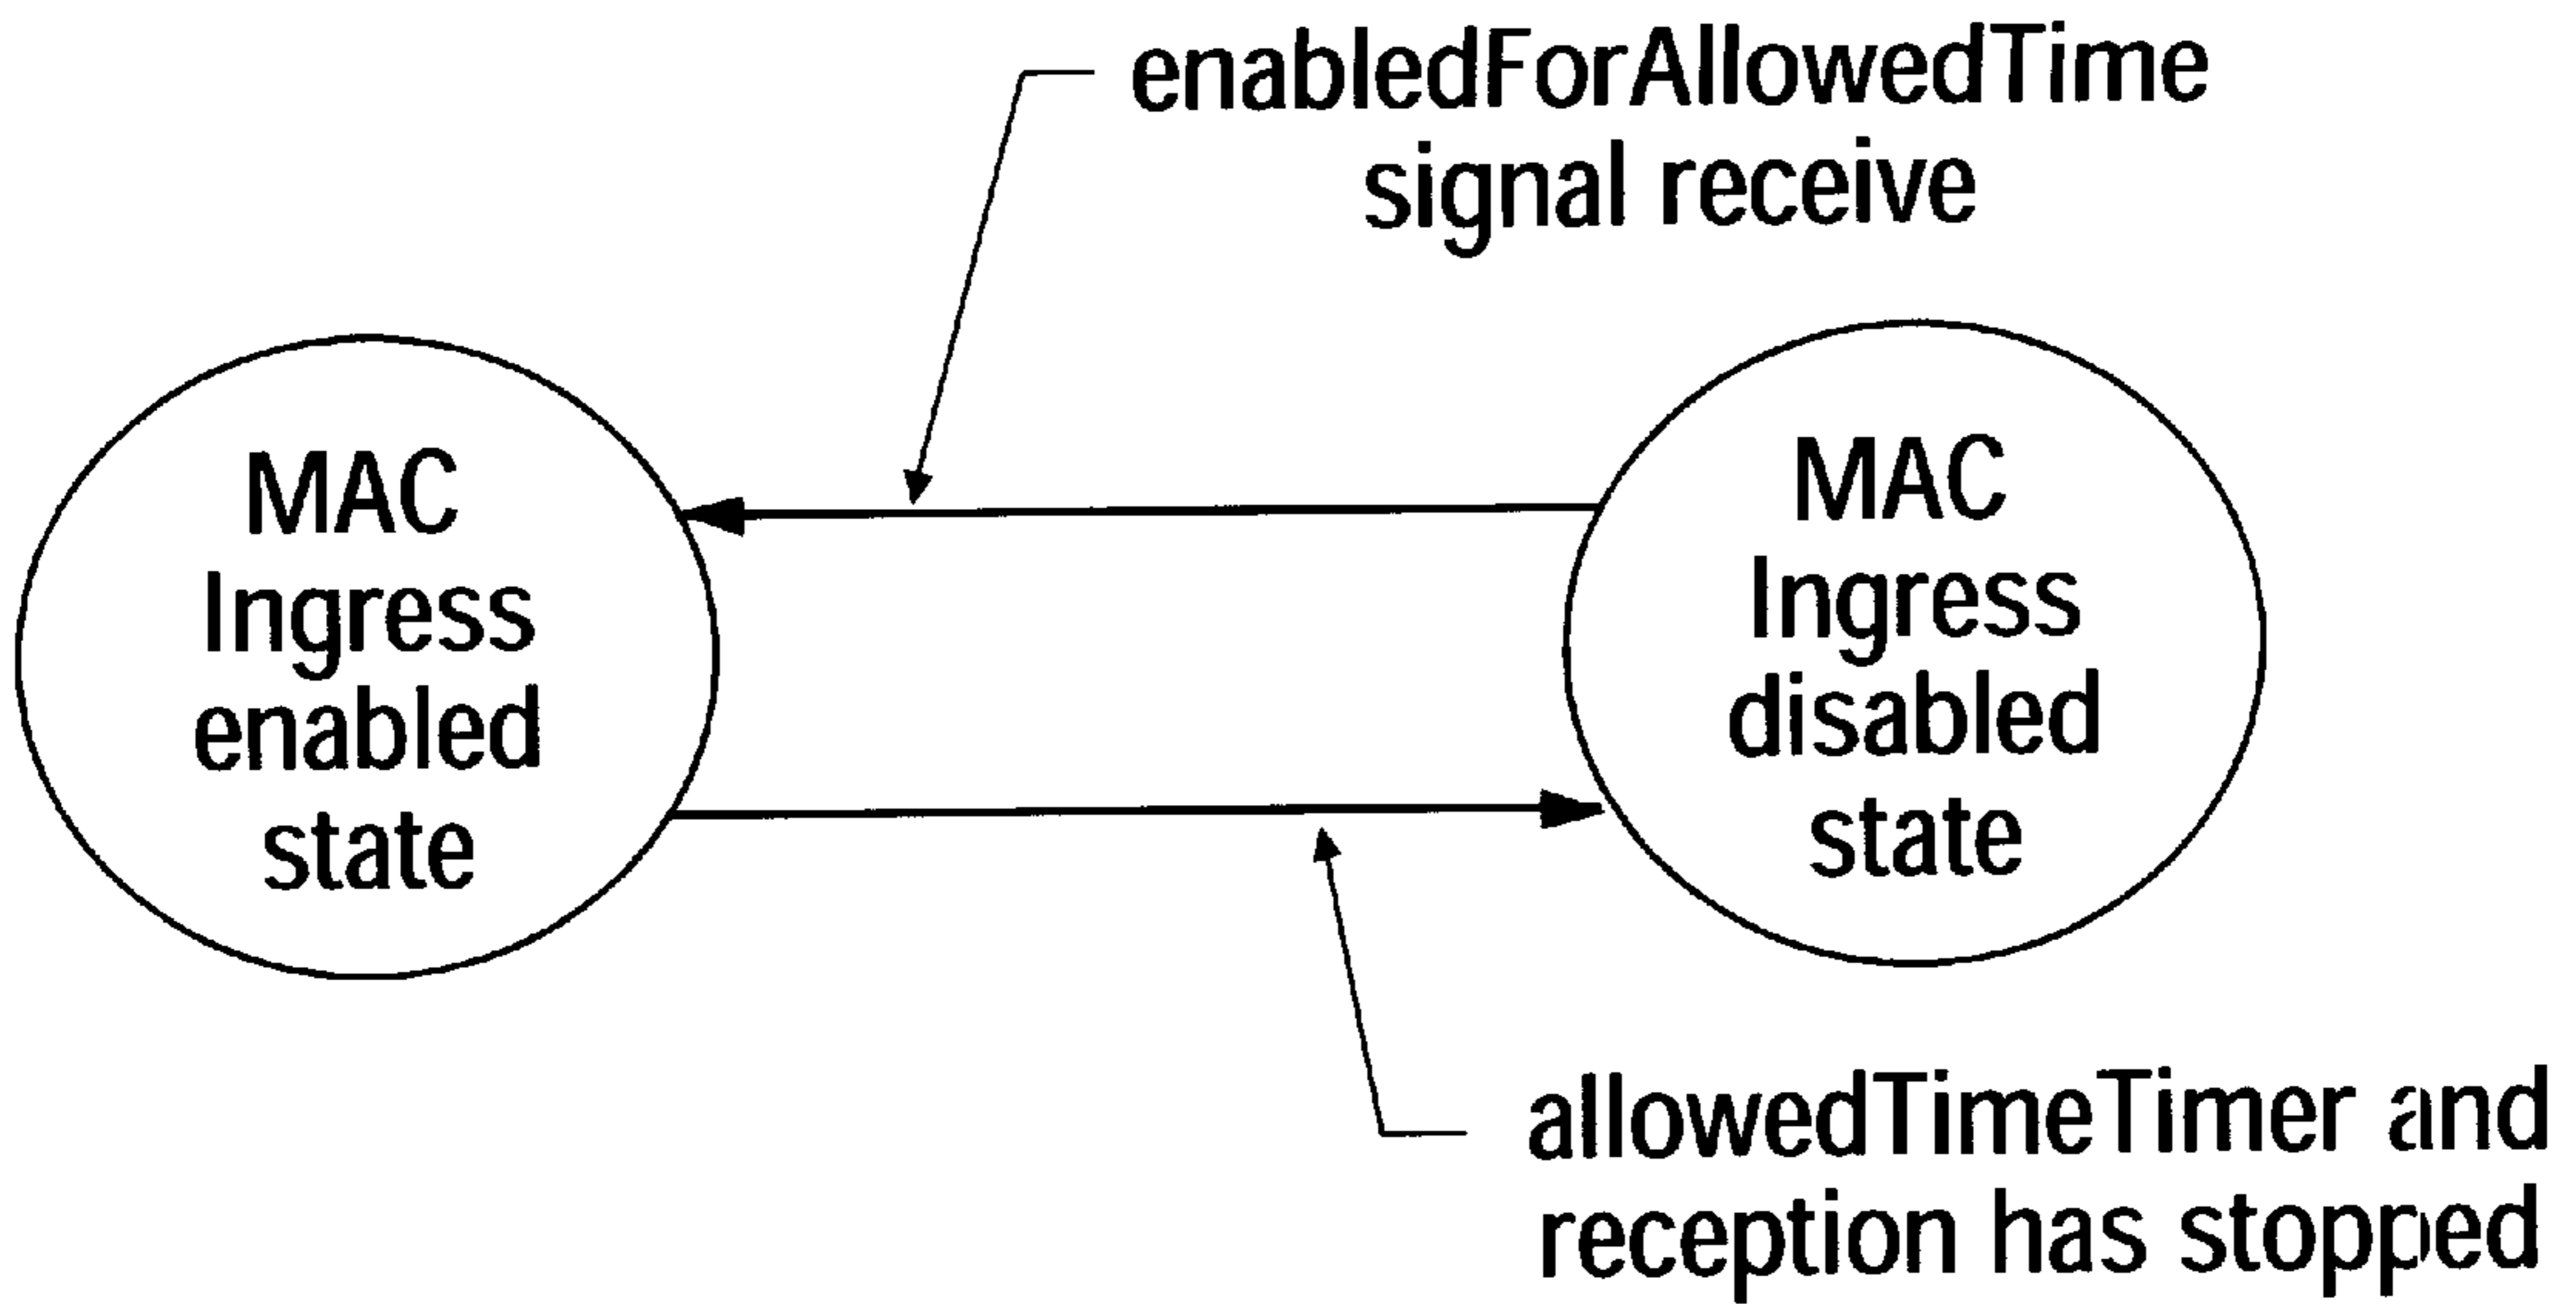 enabledForAllowedTime
signal receive
MAC
Ingress
enabled
state
MAC
Ingress
disabled
state
allowedTimeTimer and
reception has stopped